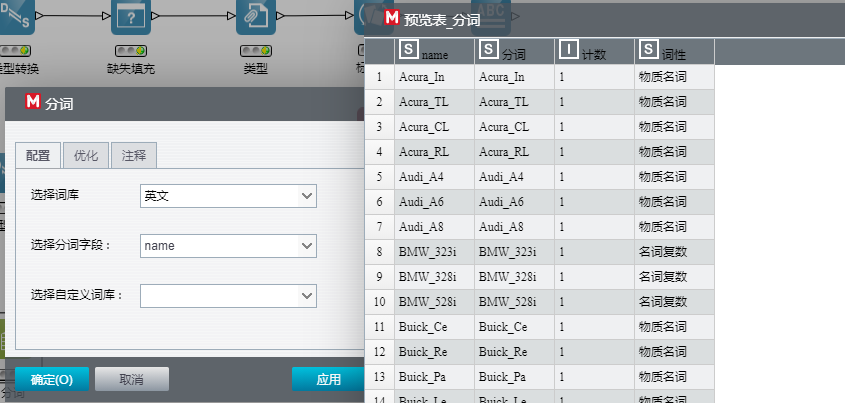 D S
?
ABC
类型转换
缺失填充
类型
M 分词
配置 优化 注释
选择词库 英文
选择分词字段： name
选择自定义词库：
确定(O) 取消 应用
分词
M 预览表_分词
S name S 分词 I 计数 S 词性
1 Acura_In Acura_In 1 物质名词
2 Acura_TL Acura_TL 1 物质名词
3 Acura_CL Acura_CL 1 物质名词
4 Acura_RL Acura_RL 1 物质名词
5 Audi_A4 Audi_A4 1 物质名词
6 Audi_A6 Audi_A6 1 物质名词
7 Audi_A8 Audi_A8 1 物质名词
8 BMW_323i BMW_323i 1 名词复数
9 BMW_328i BMW_328i 1 名词复数
10 BMW_528i BMW_528i 1 名词复数
11 Buick_Ce Buick_Ce 1 物质名词
12 Buick_Re Buick_Re 1 物质名词
13 Buick_Pa Buick_Pa 1 物质名词
14 Buick_Le Buick_Le 1 物质名词